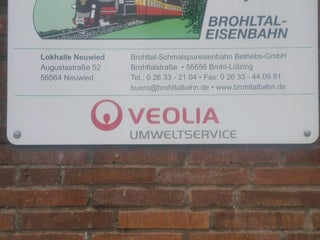 BROHLTAL-
EISENBAHN
Lokhalle Neuwied
Augustastraße 52
56564 Neuwied
Brohltal-Schmalspureisenbahn Betriebs-GmbH
Brohltalstraße • 56656 Brohl-Lützing
Tel.: 0 26 33 - 21 04 • Fax: 0 26 33 - 44 09 81
buero@brohltalbahn.de • www.brohltalbahn.de
VEOLIA
UMWELTSERVICE